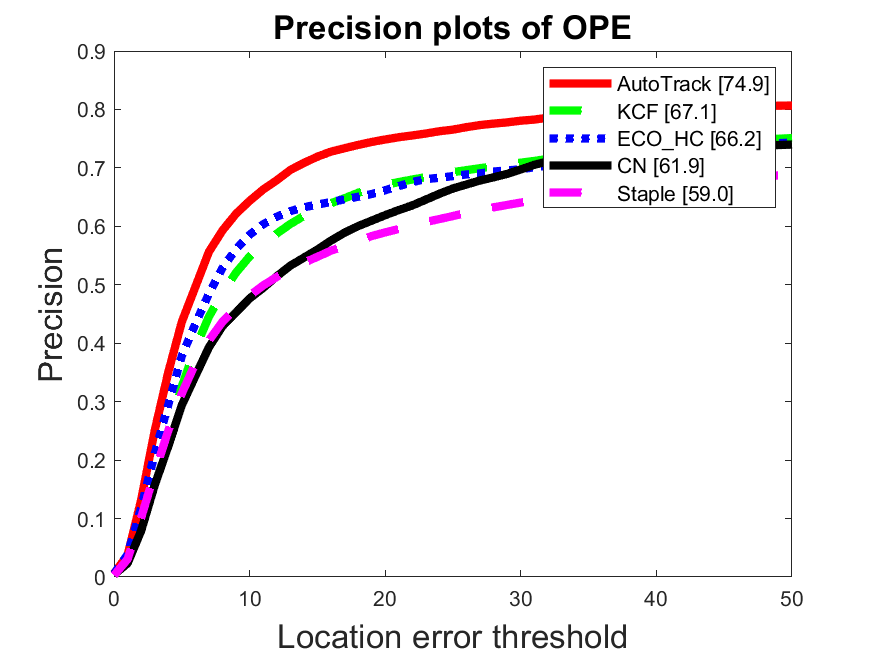 Precision plots of OPE
0.9
0.8
0.7
0.6
0.5
0.4
0.3
0.2
0.1
0
Precision
AutoTrack [74.9]
KCF [67.1]
ECO_HC [66.2]
CN [61.9]
Staple [59.0]
0 10 20 30 40 50
Location error threshold